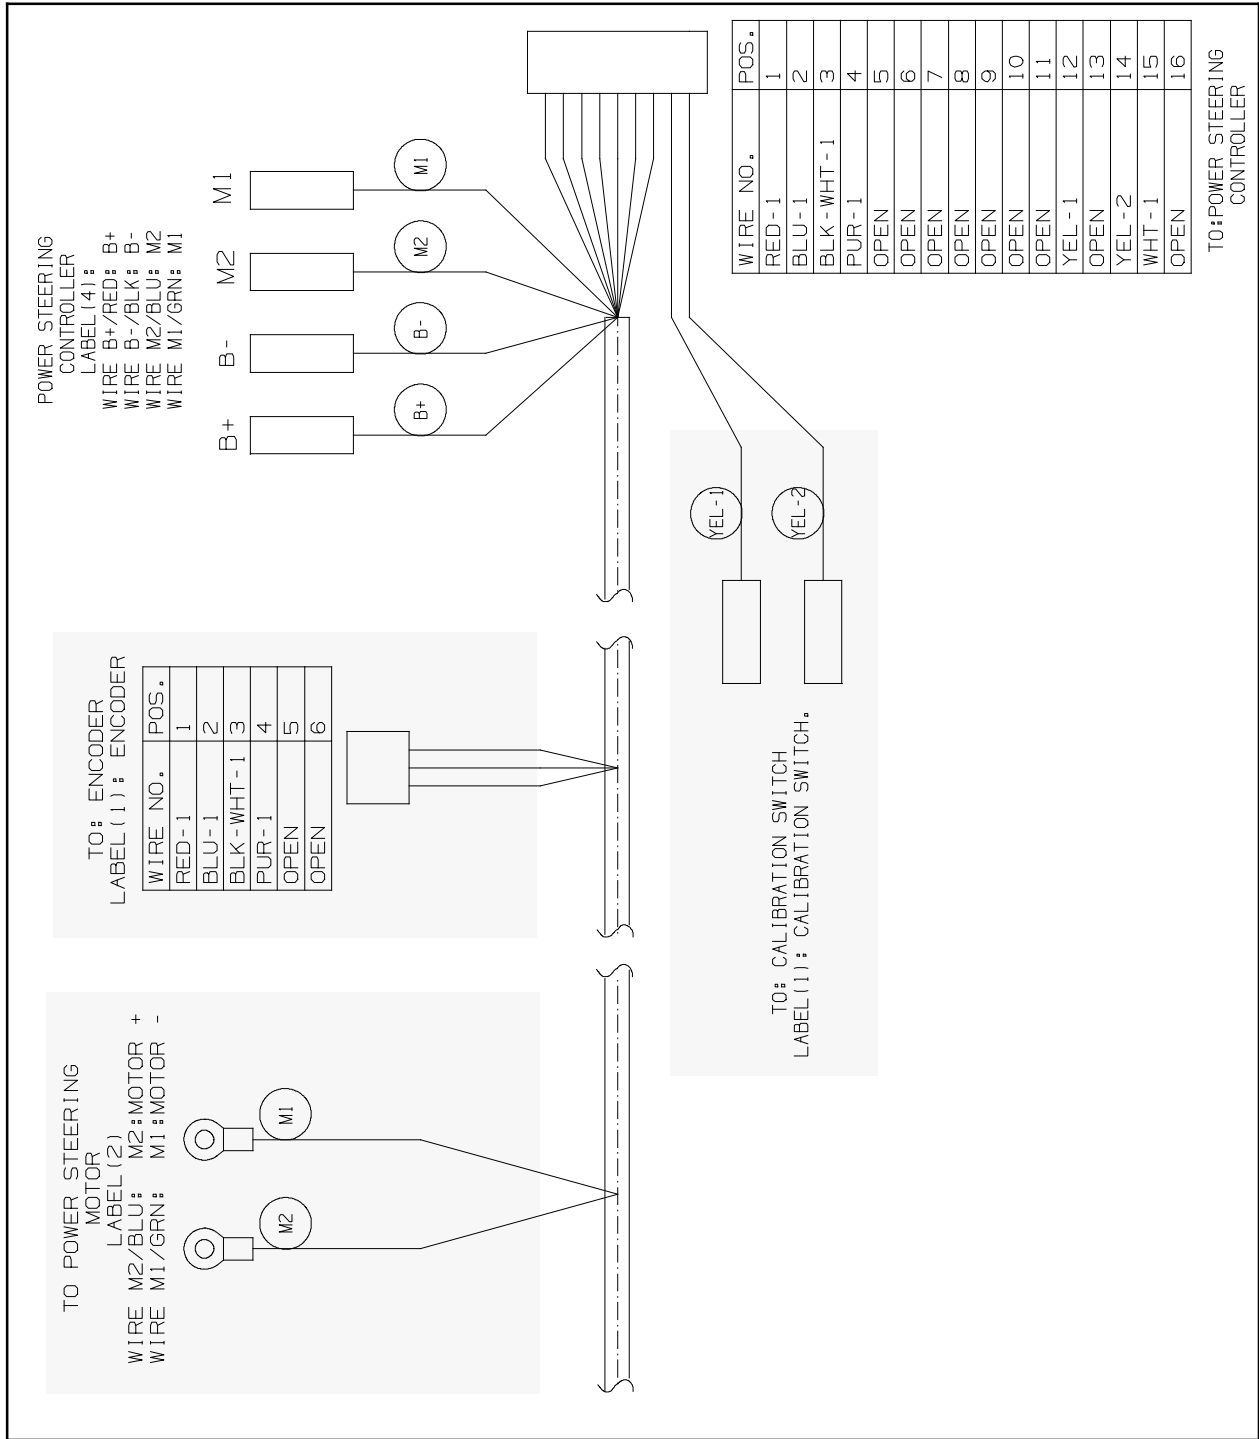 TO POWER STEERING
MOTOR
LABEL(2)
WIRE M2/BLU: M2:MOTOR +
WIRE M1/GRN: M1:MOTOR -
M2
M1
TO: ENCODER
LABEL(1): ENCODER
WIRE NO. POS.
RED-1 1
BLU-1 2
BLK-WHT-1 3
PUR-1 4
OPEN 5
OPEN 6
POWER STEERING
CONTROLLER
LABEL(4):
WIRE B+/RED: B+
WIRE B-/BLK: B-
WIRE M2/BLU: M2
WIRE M1/GRN: M1
B+ B- M2 M1
B+ B- M2 M1
TO: CALIBRATION SWITCH
LABEL(1): CALIBRATION SWITCH.
YEL-1
YEL-2
WIRE NO. POS.
RED-1 1
BLU-1 2
BLK-WHT-1 3
PUR-1 4
OPEN 5
OPEN 6
OPEN 7
OPEN 8
OPEN 9
OPEN 10
OPEN 11
YEL-1 12
OPEN 13
YEL-2 14
WHT-1 15
OPEN 16
TO:POWER STEERING
CONTROLLER